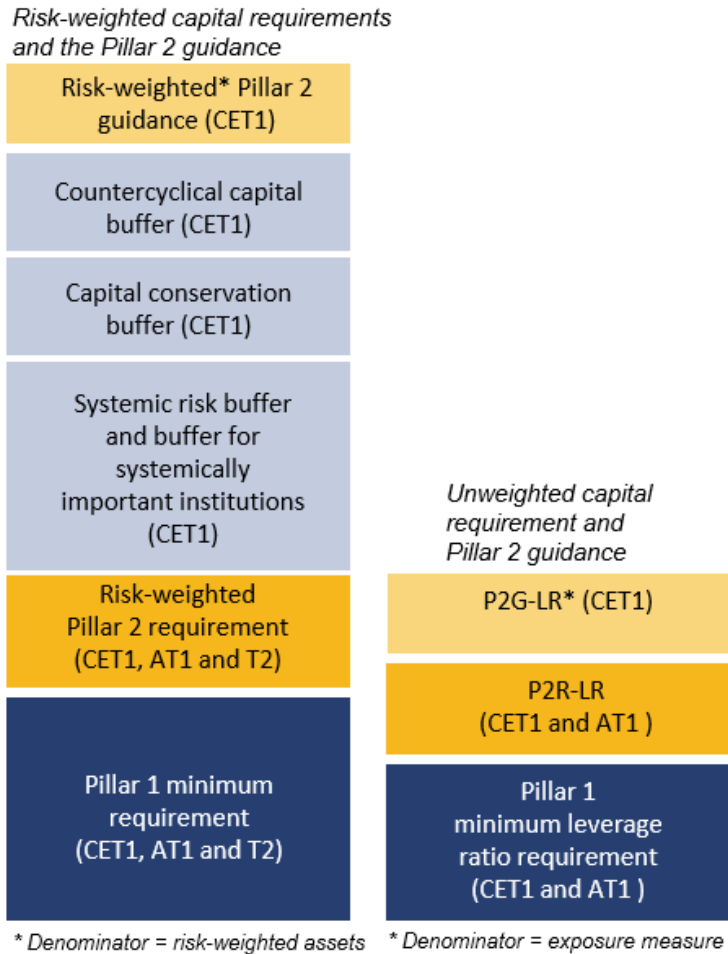 Risk-weighted capital requirements
and the Pillar 2 guidance
Risk-weighted* Pillar 2
guidance (CET1)
Countercyclical capital
buffer (CET1)
Capital conservation
buffer (CET1)
Systemic risk buffer
and buffer for
systemically
important institutions
(CET1)
Risk-weighted
Pillar 2 requirement
(CET1, AT1 and T2)
Pillar 1 minimum
requirement
(CET1, AT1 and T2)
* Denominator = risk-weighted assets
Unweighted capital
requirement and
Pillar 2 guidance
P2G-LR* (CET1)
P2R-LR
(CET1 and AT1 )
Pillar 1
minimum leverage
ratio requirement
(CET1 and AT1 )
* Denominator = exposure measure